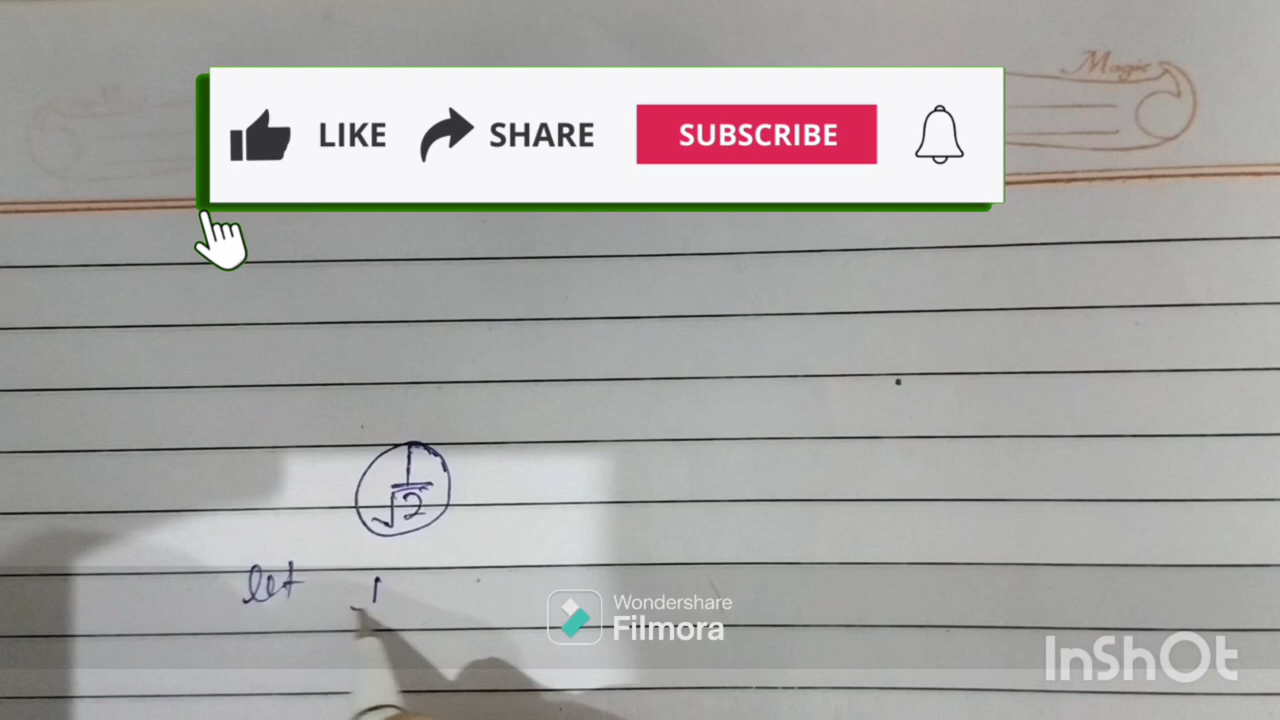 Magic
LIKE SHARE SUBSCRIBE
1
√2
let 1
Wondershare
Filmora
InShOt